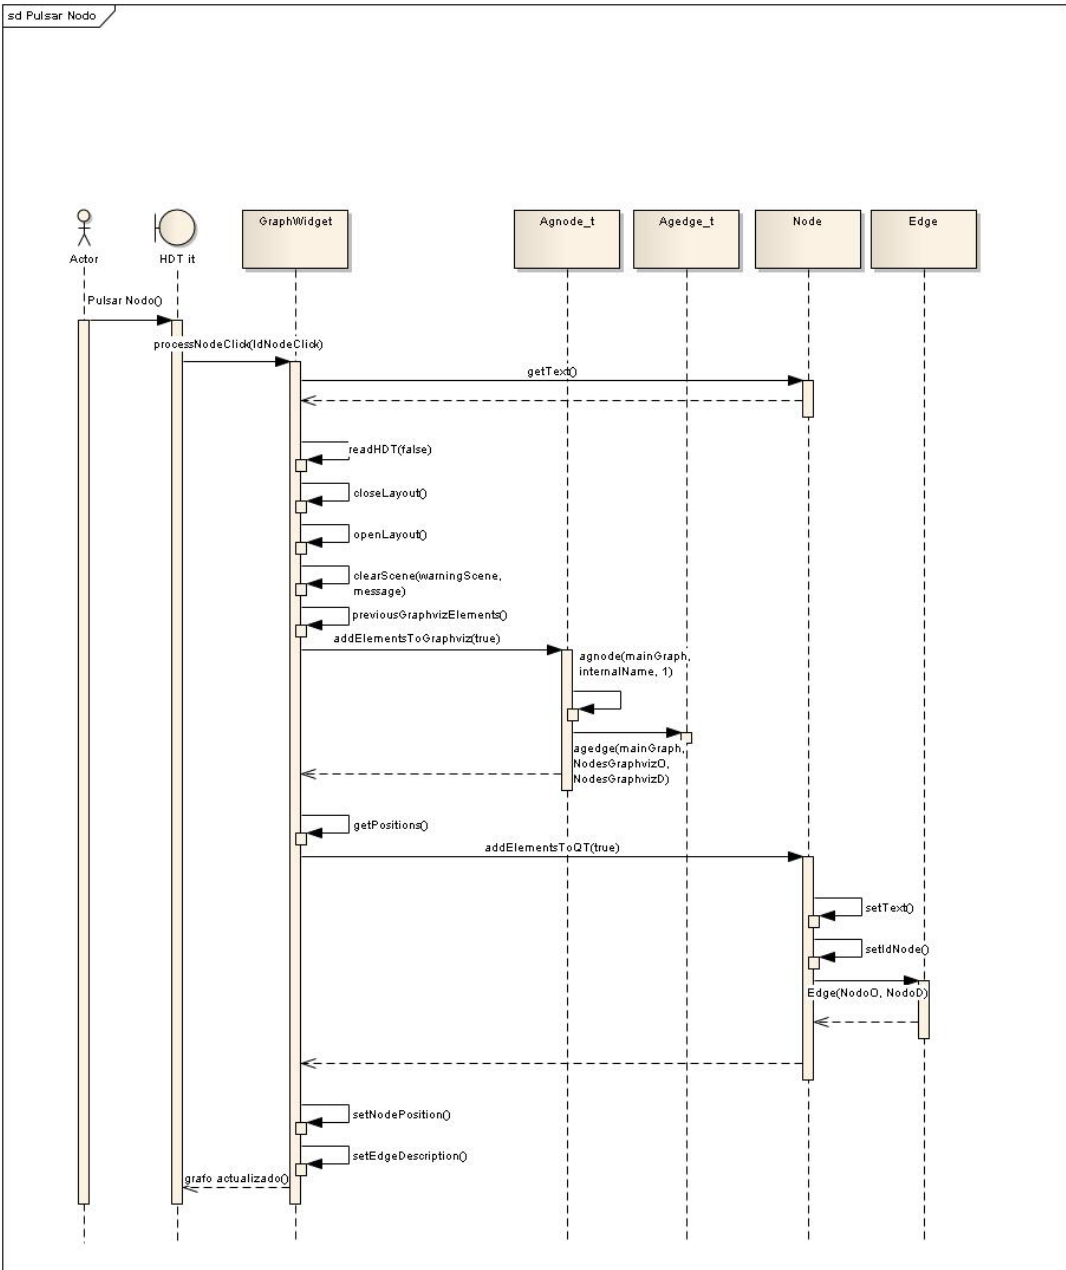 sd Pulsar Nodo
GraphWidget
Agnode_t
Agedge_t
Node
Edge
Actor
HDT it
Pulsar Nodo()
processNodeClick(IdNodeClick)
getText()
readHDT(false)
closeLayout()
openLayout()
clearScene(warningScene,
message)
previousGraphvizElements()
addElementsToGraphviz(true)
agnode(mainGraph,
internalName, 1)
agedge(mainGraph,
NodesGraphvizO,
NodesGraphvizD)
getPositions()
addElementsToQT(true)
setText()
setIdNode()
Edge(NodoO, NodoD)
setNodePosition()
setEdgeDescription()
grafo actualizado()